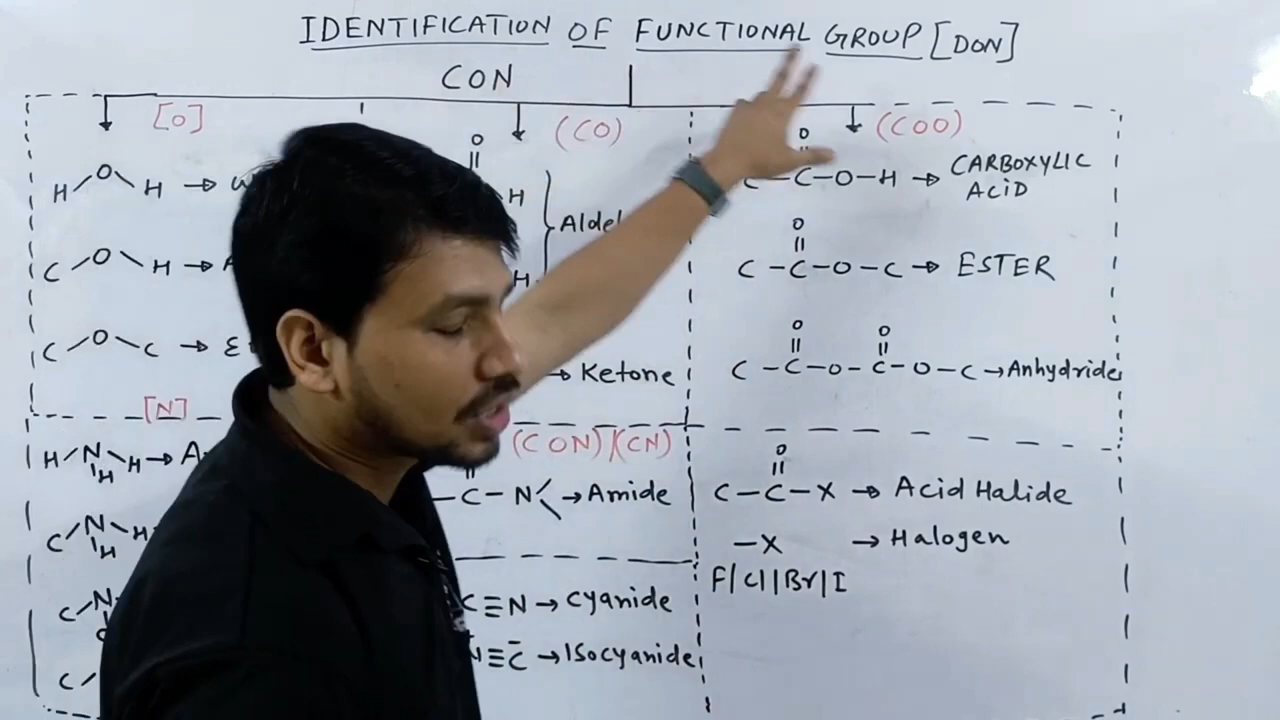 IDENTIFICATION OF FUNCTIONAL GROUP [DON]
CON
[O]
H O H →
C O H →
C O C →
(CO)
O
H
H
→ Ketone
(COO)
O
C-C-O-H → CARBOXYLIC
ACID
O
C-C-O-C → ESTER
O O
C-C-O-C-O-C → Anhydride
[N]
H N H →
H
C N H
H
C N
C
(CON)(CN)
-C-N → Amide
C≡N → Cyanide
N≡C → Isocyanide
O
C-C-X → Acid Halide
-X → Halogen
F|Cl|Br|I